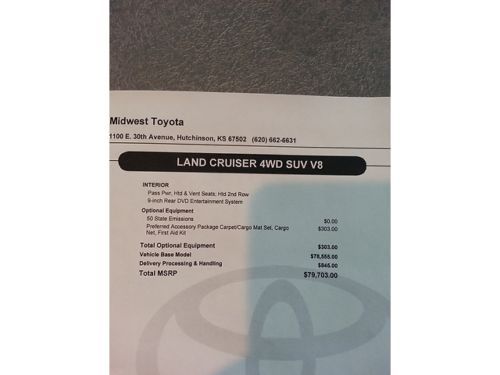 Midwest Toyota
1100 E. 30th Avenue, Hutchinson, KS 67502 (620) 662-6631
LAND CRUISER 4WD SUV V8
INTERIOR
Pass Pwr, Htd & Vent Seats; Htd 2nd Row
9-inch Rear DVD Entertainment System
Optional Equipment
50 State Emissions $0.00
Preferred Accessory Package Carpet/Cargo Mat Set, Cargo $303.00
Net, First Aid Kit
Total Optional Equipment $303.00
Vehicle Base Model $78,555.00
Delivery Processing & Handling $845.00
Total MSRP $79,703.00